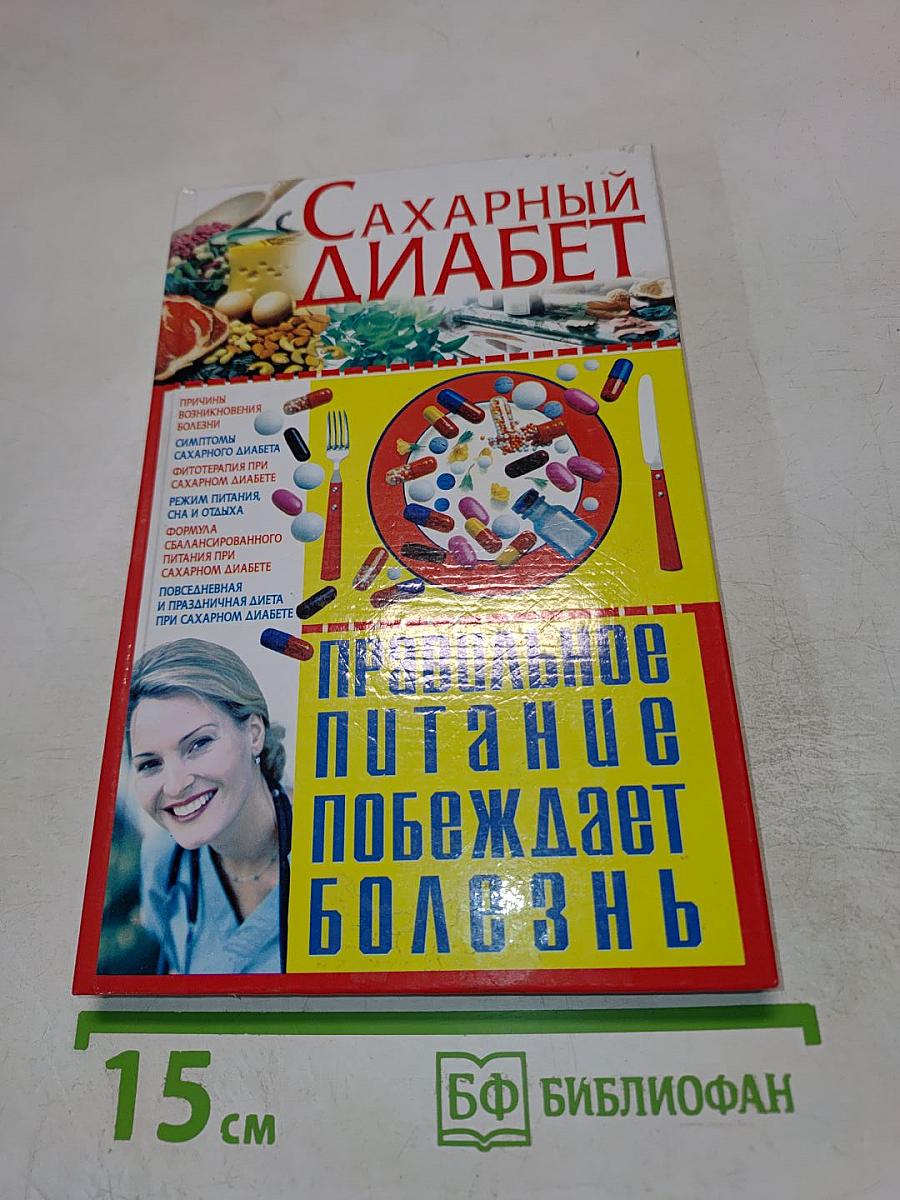 САХАРНЫЙ
ДИАБЕТ
ПРИЧИНЫ
ВОЗНИКНОВЕНИЯ
БОЛЕЗНИ
СИМПТОМЫ
САХАРНОГО ДИАБЕТА
ФИТОТЕРАПИЯ ПРИ
САХАРНОМ ДИАБЕТЕ
РЕЖИМ ПИТАНИЯ,
СНА И ОТДЫХА
ФОРМУЛА
СБАЛАНСИРОВАННОГО
ПИТАНИЯ ПРИ
САХАРНОМ ДИАБЕТЕ
ПОВСЕДНЕВНАЯ
И ПРАЗДНИЧНАЯ ДИЕТА
ПРИ САХАРНОМ ДИАБЕТЕ
ПРАВИЛЬНОЕ
ПИТАНИЕ
ПОБЕЖДАЕТ
БОЛЕЗНЬ
15 см
БФ БИБЛИОФАН